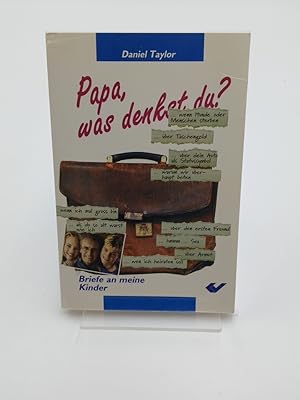 Daniel Taylor
Papa,
was denkst du?
... wenn Hunde oder
Menschen sterben
... über Taschengeld
... über dein Auto
als Statussymbol
... warum wir über-
haupt beten
... wenn ich mal gross bin
... als du so alt warst
wie ich
... über den ersten Freund
... hmmm ... Sex
... über Armut
... wen ich heiraten soll
Briefe an meine
Kinder